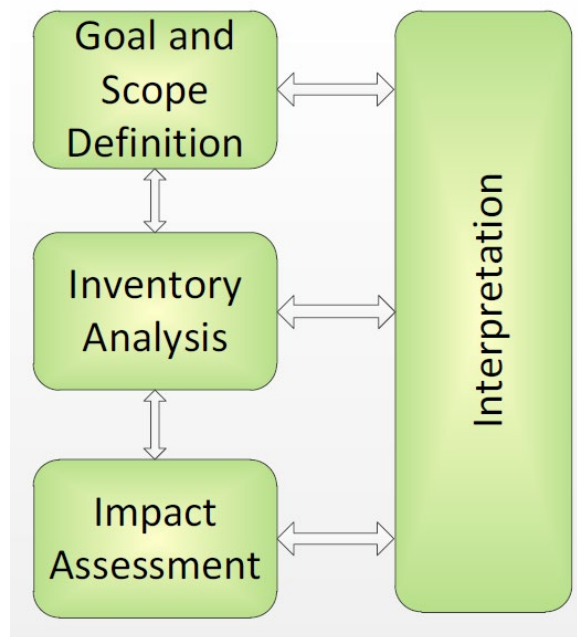 Goal and
Scope
Definition
Inventory
Analysis
Impact
Assessment
Interpretation